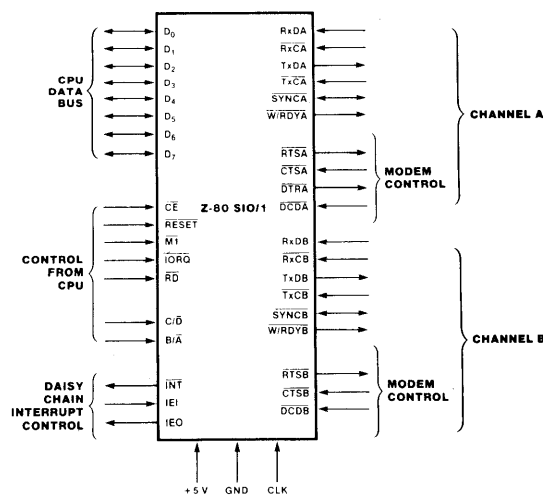 CPU
DATA
BUS
D0
D1
D2
D3
D4
D5
D6
D7
CONTROL
FROM
CPU
CE
RESET
M1
IORQ
RD
C/D
B/A
DAISY
CHAIN
INTERRUPT
CONTROL
INT
IEI
IEO
Z-80 SIO/1
RxDA
RxCA
TxDA
TxCA
SYNCA
W/RDYA
RTSA
CTSA
DTRA
DCDA
MODEM
CONTROL
CHANNEL A
RxDB
RxCB
TxDB
TxCB
SYNCB
W/RDYB
RTSB
CTSB
DCDB
MODEM
CONTROL
CHANNEL B
+5 V GND CLK